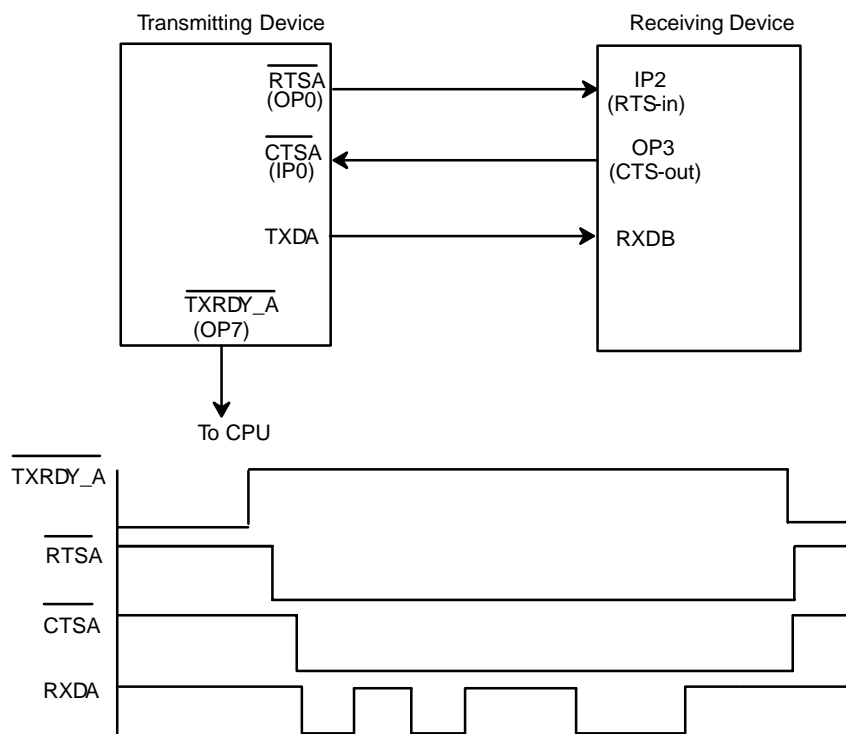 Transmitting Device
Receiving Device
RTSA
(OP0)
IP2
(RTS-in)
CTSA
(IP0)
OP3
(CTS-out)
TXDA
RXDB
TXRDY_A
(OP7)
To CPU
TXRDY_A
RTSA
CTSA
RXDA